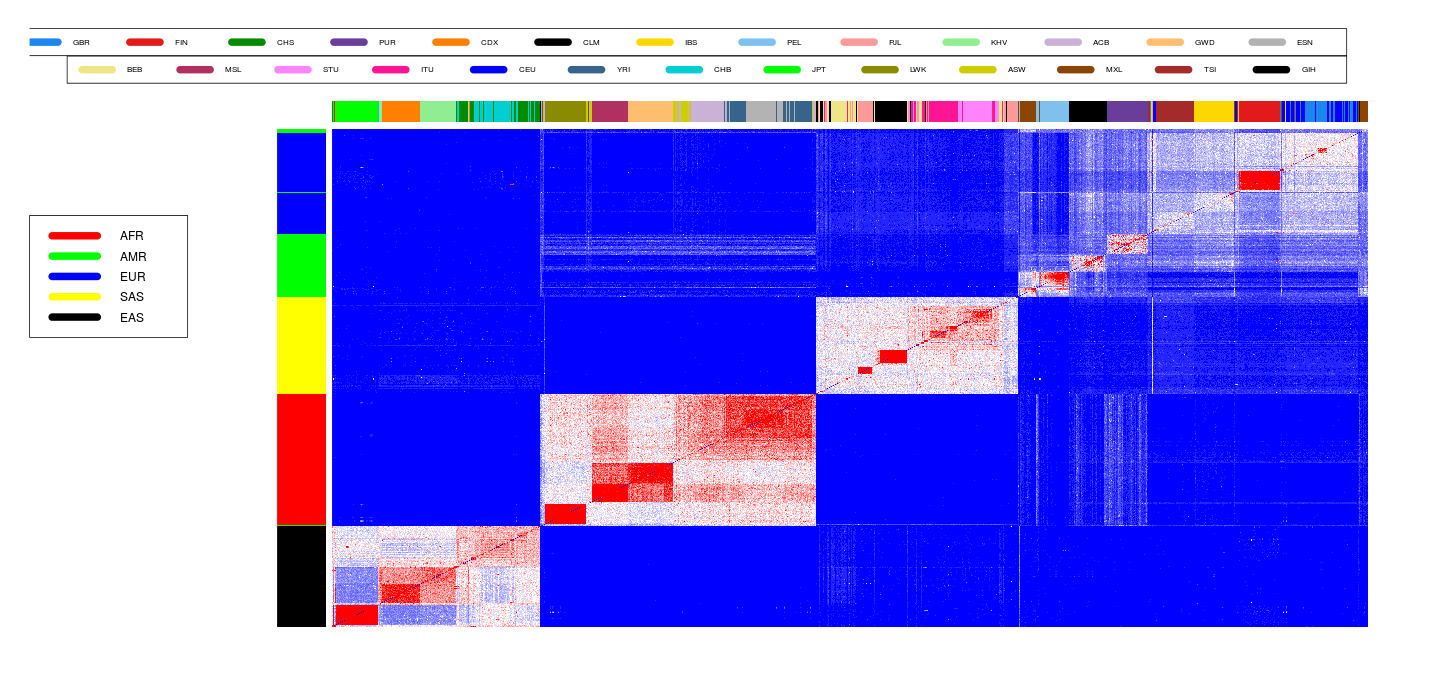 GBR FIN CHS PUR CDX CLM IBS PEL PJL KHV ACB GWD ESN
BEB MSL STU ITU CEU YRI CHB JPT LWK ASW MXL TSI GIH
AFR
AMR
EUR
SAS
EAS